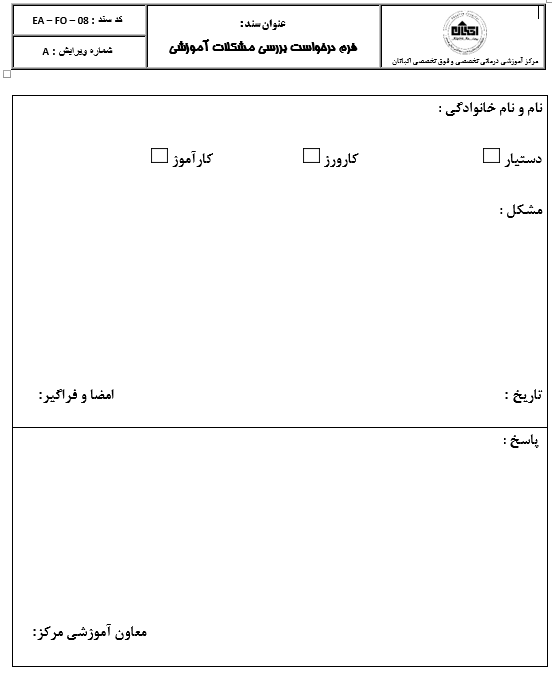 اکباتان
مرکز آموزشی درمانی تخصصی و فوق تخصصی اکباتان
عنوان سند:
فرم درخواست بررسی مشکلات آموزشی
کد سند : EA – FO – 08
شماره ویرایش : A
نام و نام خانوادگی :
دستیار کارورز کارآموز
مشکل :
تاریخ : امضا و فراگیر:
پاسخ :
معاون آموزشی مرکز: